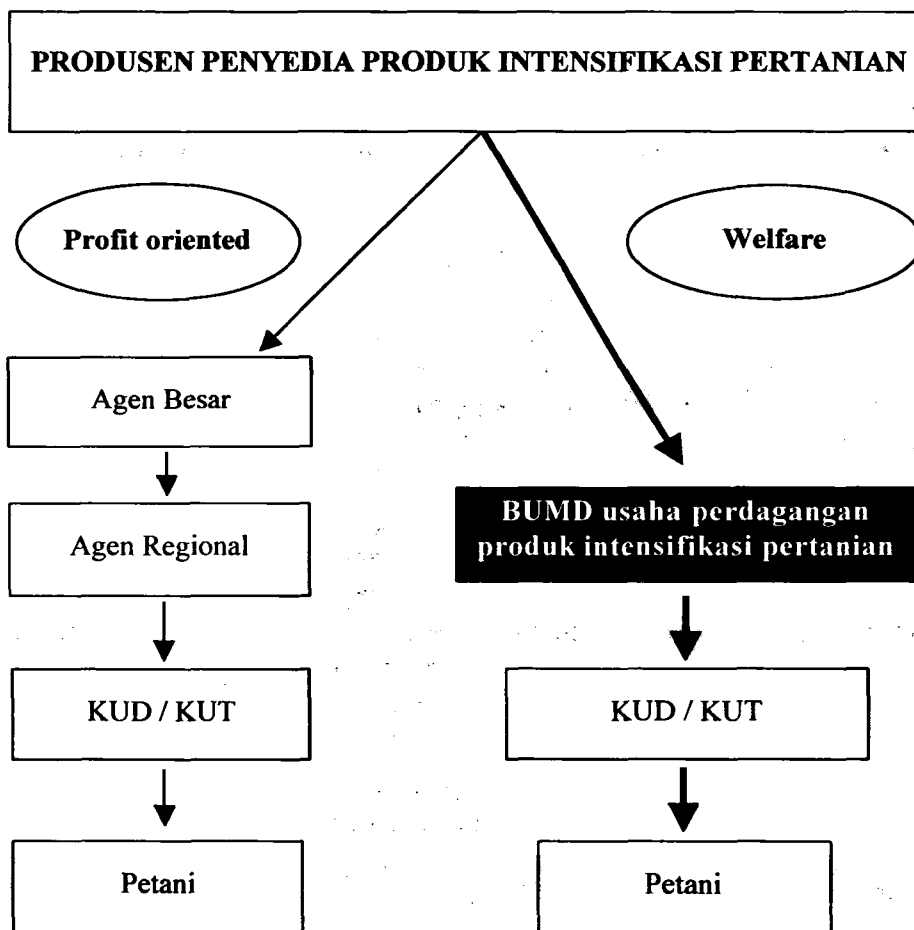 PRODUSEN PENYEDIA PRODUK INTENSIFIKASI PERTANIAN
Profit oriented
Welfare
Agen Besar
Agen Regional
BUMD usaha perdagangan
produk intensifikasi pertanian
KUD / KUT
KUD / KUT
Petani
Petani